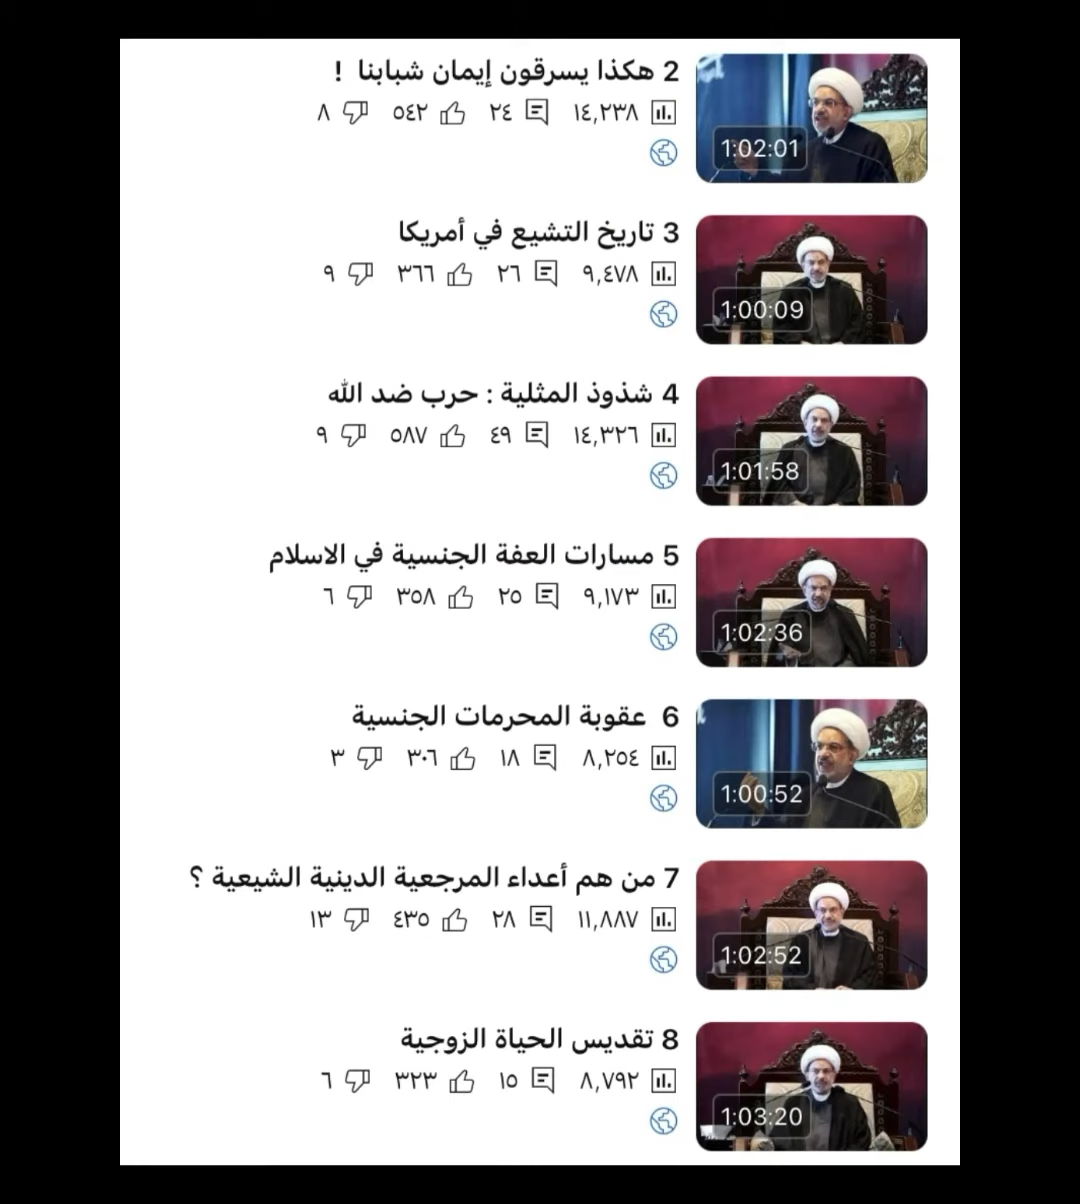 2 هكذا يسرقون إيمان شبابنا !
١٤,٢٣٨ ٢٤ ٥٤٢ ٨
1:02:01
3 تاريخ التشيع في أمريكا
٩,٤٧٨ ٢٦ ٣٦٦ ٩
1:00:09
4 شذوذ المثلية : حرب ضد الله
١٤,٣٢٦ ٤٩ ٥٨٧ ٩
1:01:58
5 مسارات العفة الجنسية في الاسلام
٩,١٧٣ ٢٥ ٣٥٨ ٦
1:02:36
6 عقوبة المحرمات الجنسية
٨,٢٥٤ ١٨ ٣٠٦ ٣
1:00:52
7 من هم أعداء المرجعية الدينية الشيعية ؟
١١,٨٨٧ ٢٨ ٤٣٥ ١٣
1:02:52
8 تقديس الحياة الزوجية
٨,٧٩٢ ١٥ ٣٢٣ ٦
1:03:20